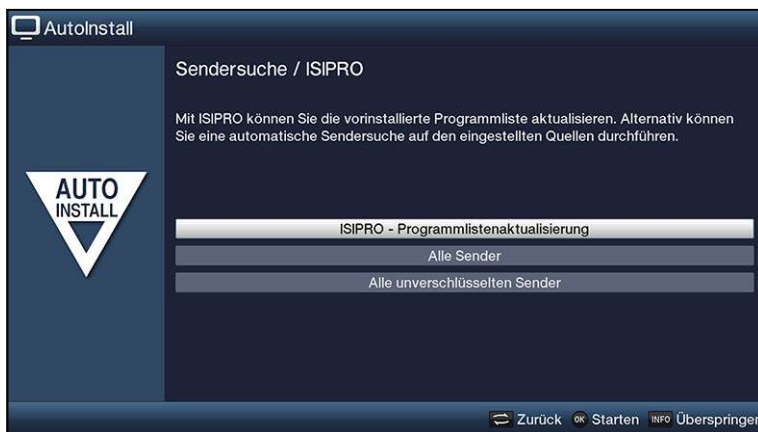 AutoInstall
Sendersuche / ISIPRO
Mit ISIPRO können Sie die vorinstallierte Programmliste aktualisieren. Alternativ können
Sie eine automatische Sendersuche auf den eingestellten Quellen durchführen.
AUTO
INSTALL
ISIPRO - Programmlistenaktualisierung
Alle Sender
Alle unverschlüsselten Sender
Zurück OK Starten INFO Überspringen